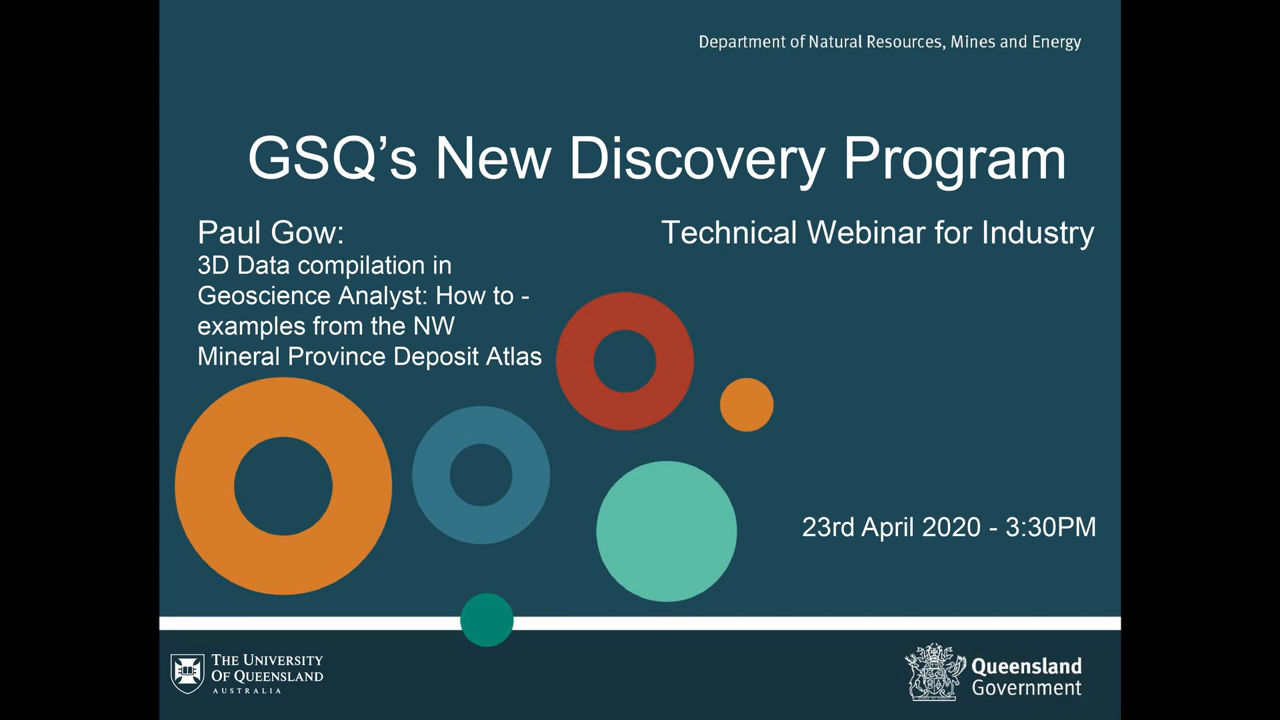 Department of Natural Resources, Mines and Energy
GSQ's New Discovery Program
Paul Gow:
3D Data compilation in
Geoscience Analyst: How to -
examples from the NW
Mineral Province Deposit Atlas
Technical Webinar for Industry
23rd April 2020 - 3:30PM
THE UNIVERSITY
OF QUEENSLAND
AUSTRALIA
Queensland
Government